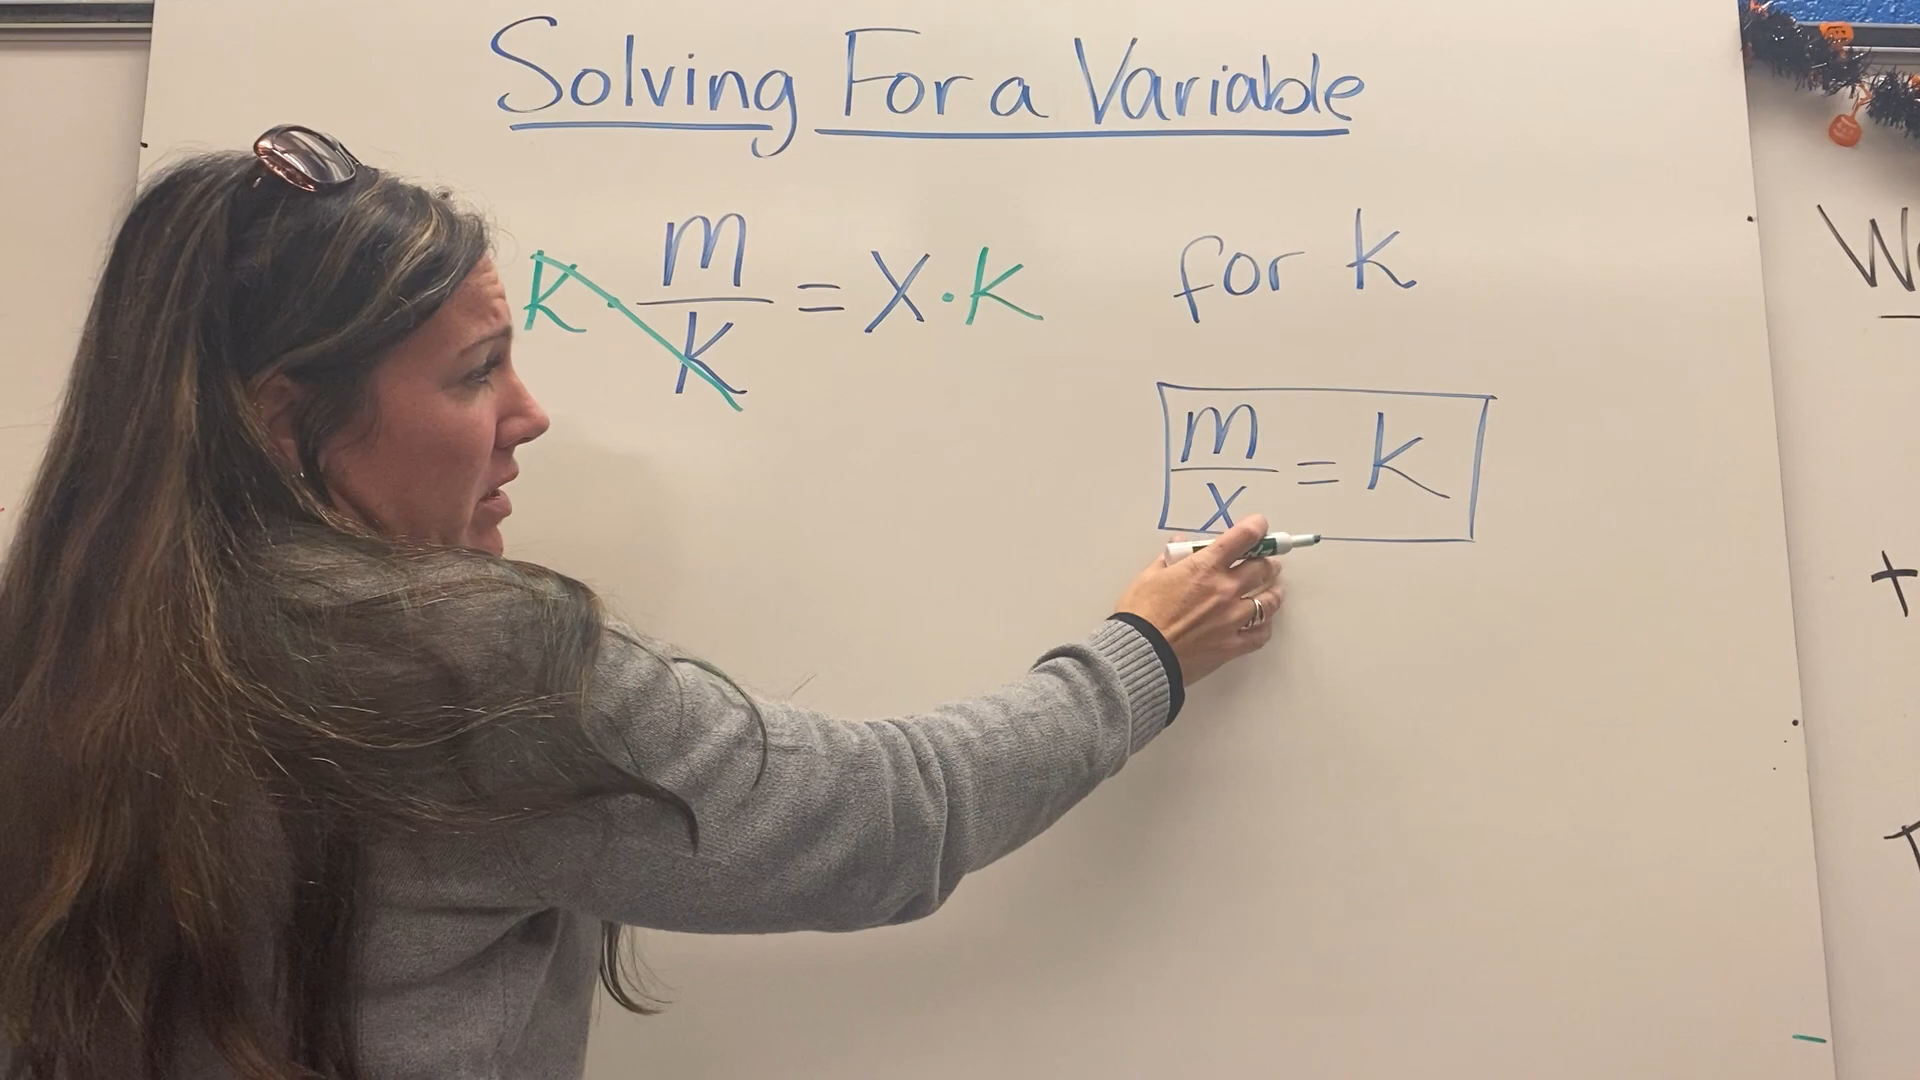 Solving For a Variable
K · m/K = X · K
for K
m/X = K